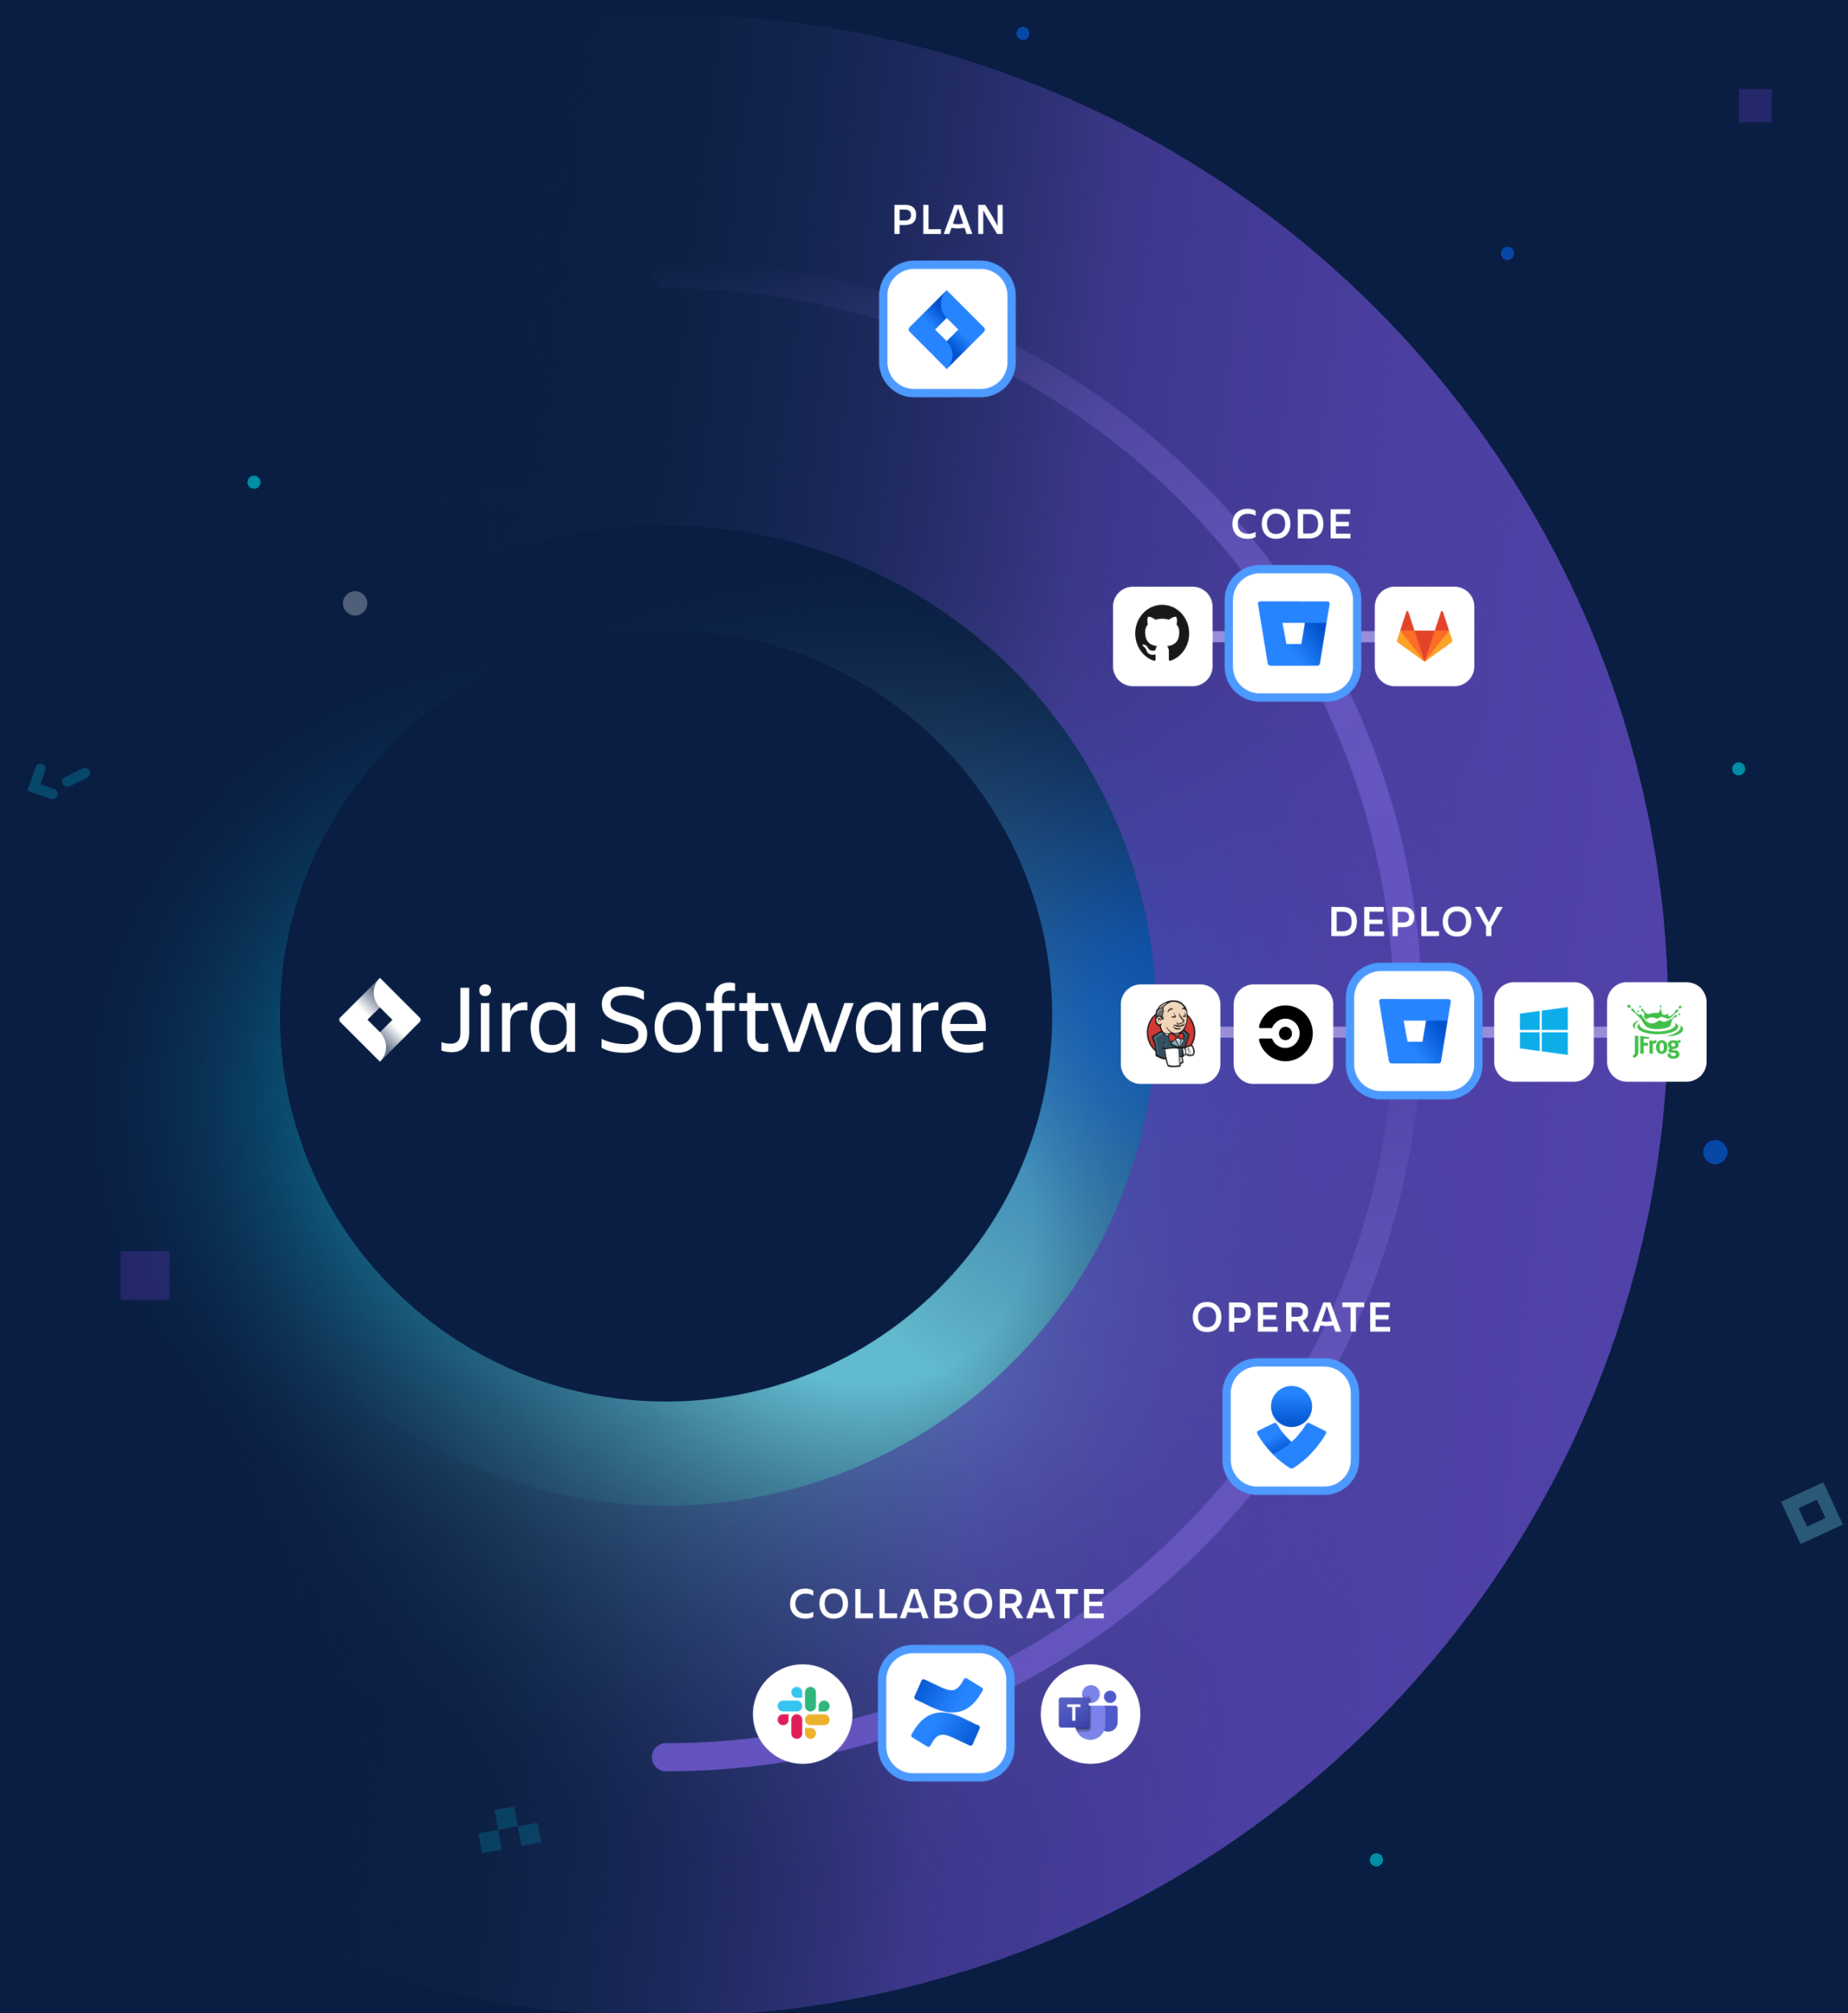 PLAN
CODE
DEPLOY
Jira Software
JFrog
OPERATE
COLLABORATE
T